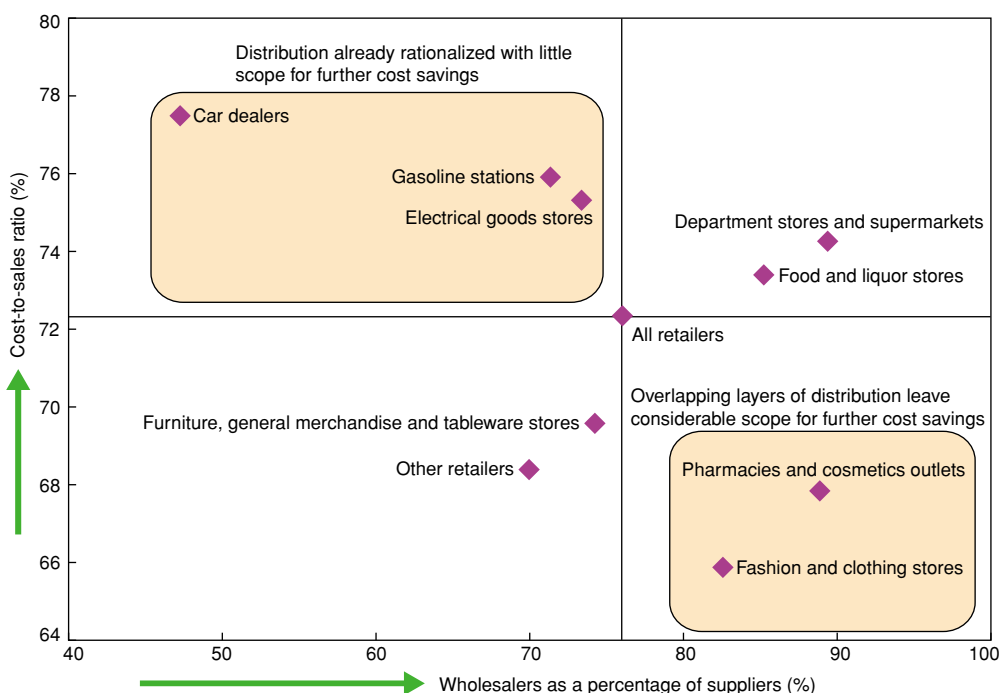 80
Distribution already rationalized with little
scope for further cost savings
78
Car dealers
76
Gasoline stations
Electrical goods stores
Department stores and supermarkets
74
Food and liquor stores
72
All retailers
Cost-to-sales ratio (%)
70
Overlapping layers of distribution leave
considerable scope for further cost savings
Furniture, general merchandise and tableware stores
Other retailers
Pharmacies and cosmetics outlets
68
66
Fashion and clothing stores
64
40 50 60 70 80 90 100
Wholesalers as a percentage of suppliers (%)